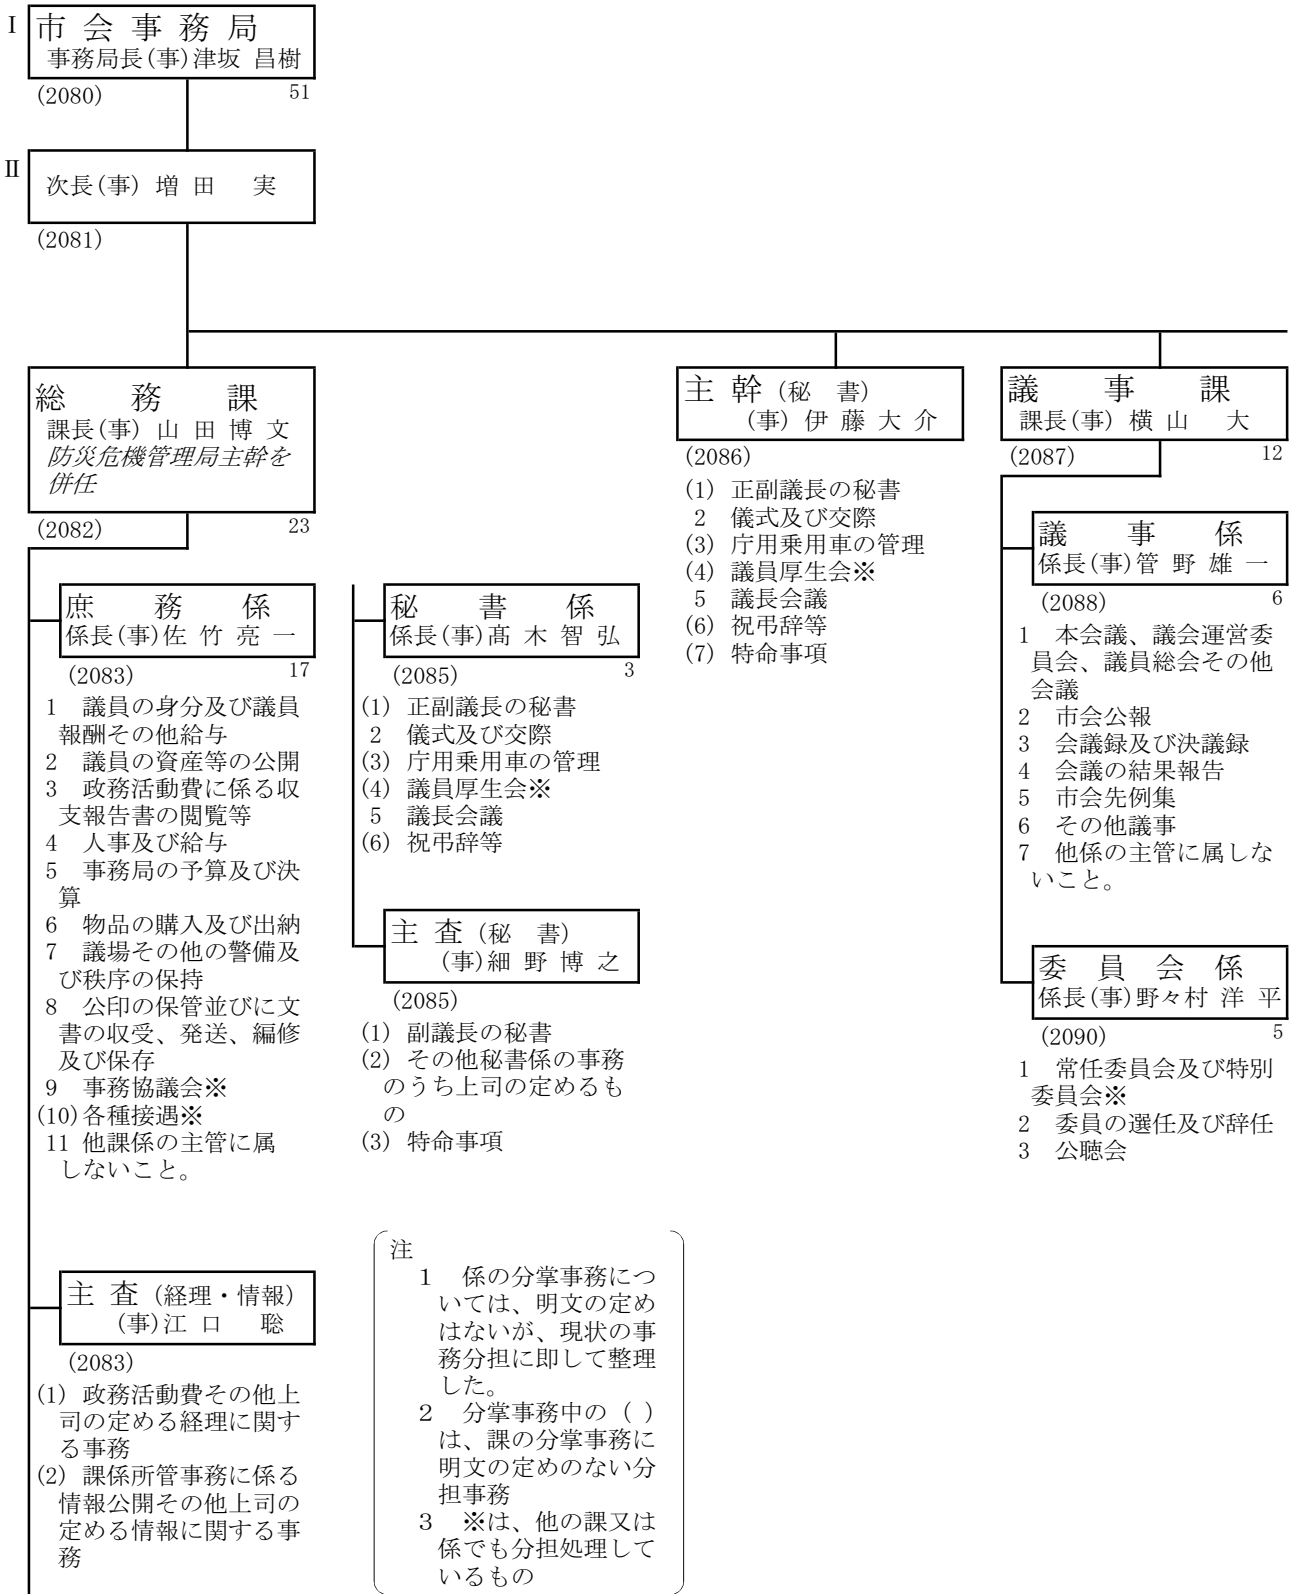 Ⅰ
市会事務局
事務局長(事)津坂 昌樹
(2080) 51
Ⅱ
次長(事) 増田 実
(2081)
総務課
課長(事) 山田博文
防災危機管理局主幹を
併任
(2082) 23
庶務係
係長(事)佐竹亮一
(2083) 17
1 議員の身分及び議員
報酬その他給与
2 議員の資産等の公開
3 政務活動費に係る収
支報告書の閲覧等
4 人事及び給与
5 事務局の予算及び決
算
6 物品の購入及び出納
7 議場その他の警備及
び秩序の保持
8 公印の保管並びに文
書の収受、発送、編修
及び保存
9 事務協議会※
(10)各種接遇※
11 他課係の主管に属
しないこと。
主査(経理・情報)
(事)江口 聡
(2083)
(1) 政務活動費その他上
司の定める経理に関す
る事務
(2) 課係所管事務に係る
情報公開その他上司の
定める情報に関する事
務
秘書係
係長(事)髙木智弘
(2085) 3
(1) 正副議長の秘書
2 儀式及び交際
(3) 庁用乗用車の管理
(4) 議員厚生会※
5 議長会議
(6) 祝弔辞等
主査(秘 書)
(事)細野博之
(2085)
(1) 副議長の秘書
(2) その他秘書係の事務
のうち上司の定めるも
の
(3) 特命事項
注
1 係の分掌事務につ
いては、明文の定め
はないが、現状の事
務分担に即して整理
した。
2 分掌事務中の( )
は、課の分掌事務に
明文の定めのない分
担事務
3 ※は、他の課又は
係でも分担処理して
いるもの
主幹(秘 書)
(事)伊藤大介
(2086)
(1) 正副議長の秘書
2 儀式及び交際
(3) 庁用乗用車の管理
(4) 議員厚生会※
5 議長会議
(6) 祝弔辞等
(7) 特命事項
議事課
課長(事)横山 大
(2087) 12
議事係
係長(事)管野雄一
(2088) 6
1 本会議、議会運営委
員会、議員総会その他
会議
2 市会公報
3 会議録及び決議録
4 会議の結果報告
5 市会先例集
6 その他議事
7 他係の主管に属しな
いこと。
委員会係
係長(事)野々村洋平
(2090) 5
1 常任委員会及び特別
委員会※
2 委員の選任及び辞任
3 公聴会